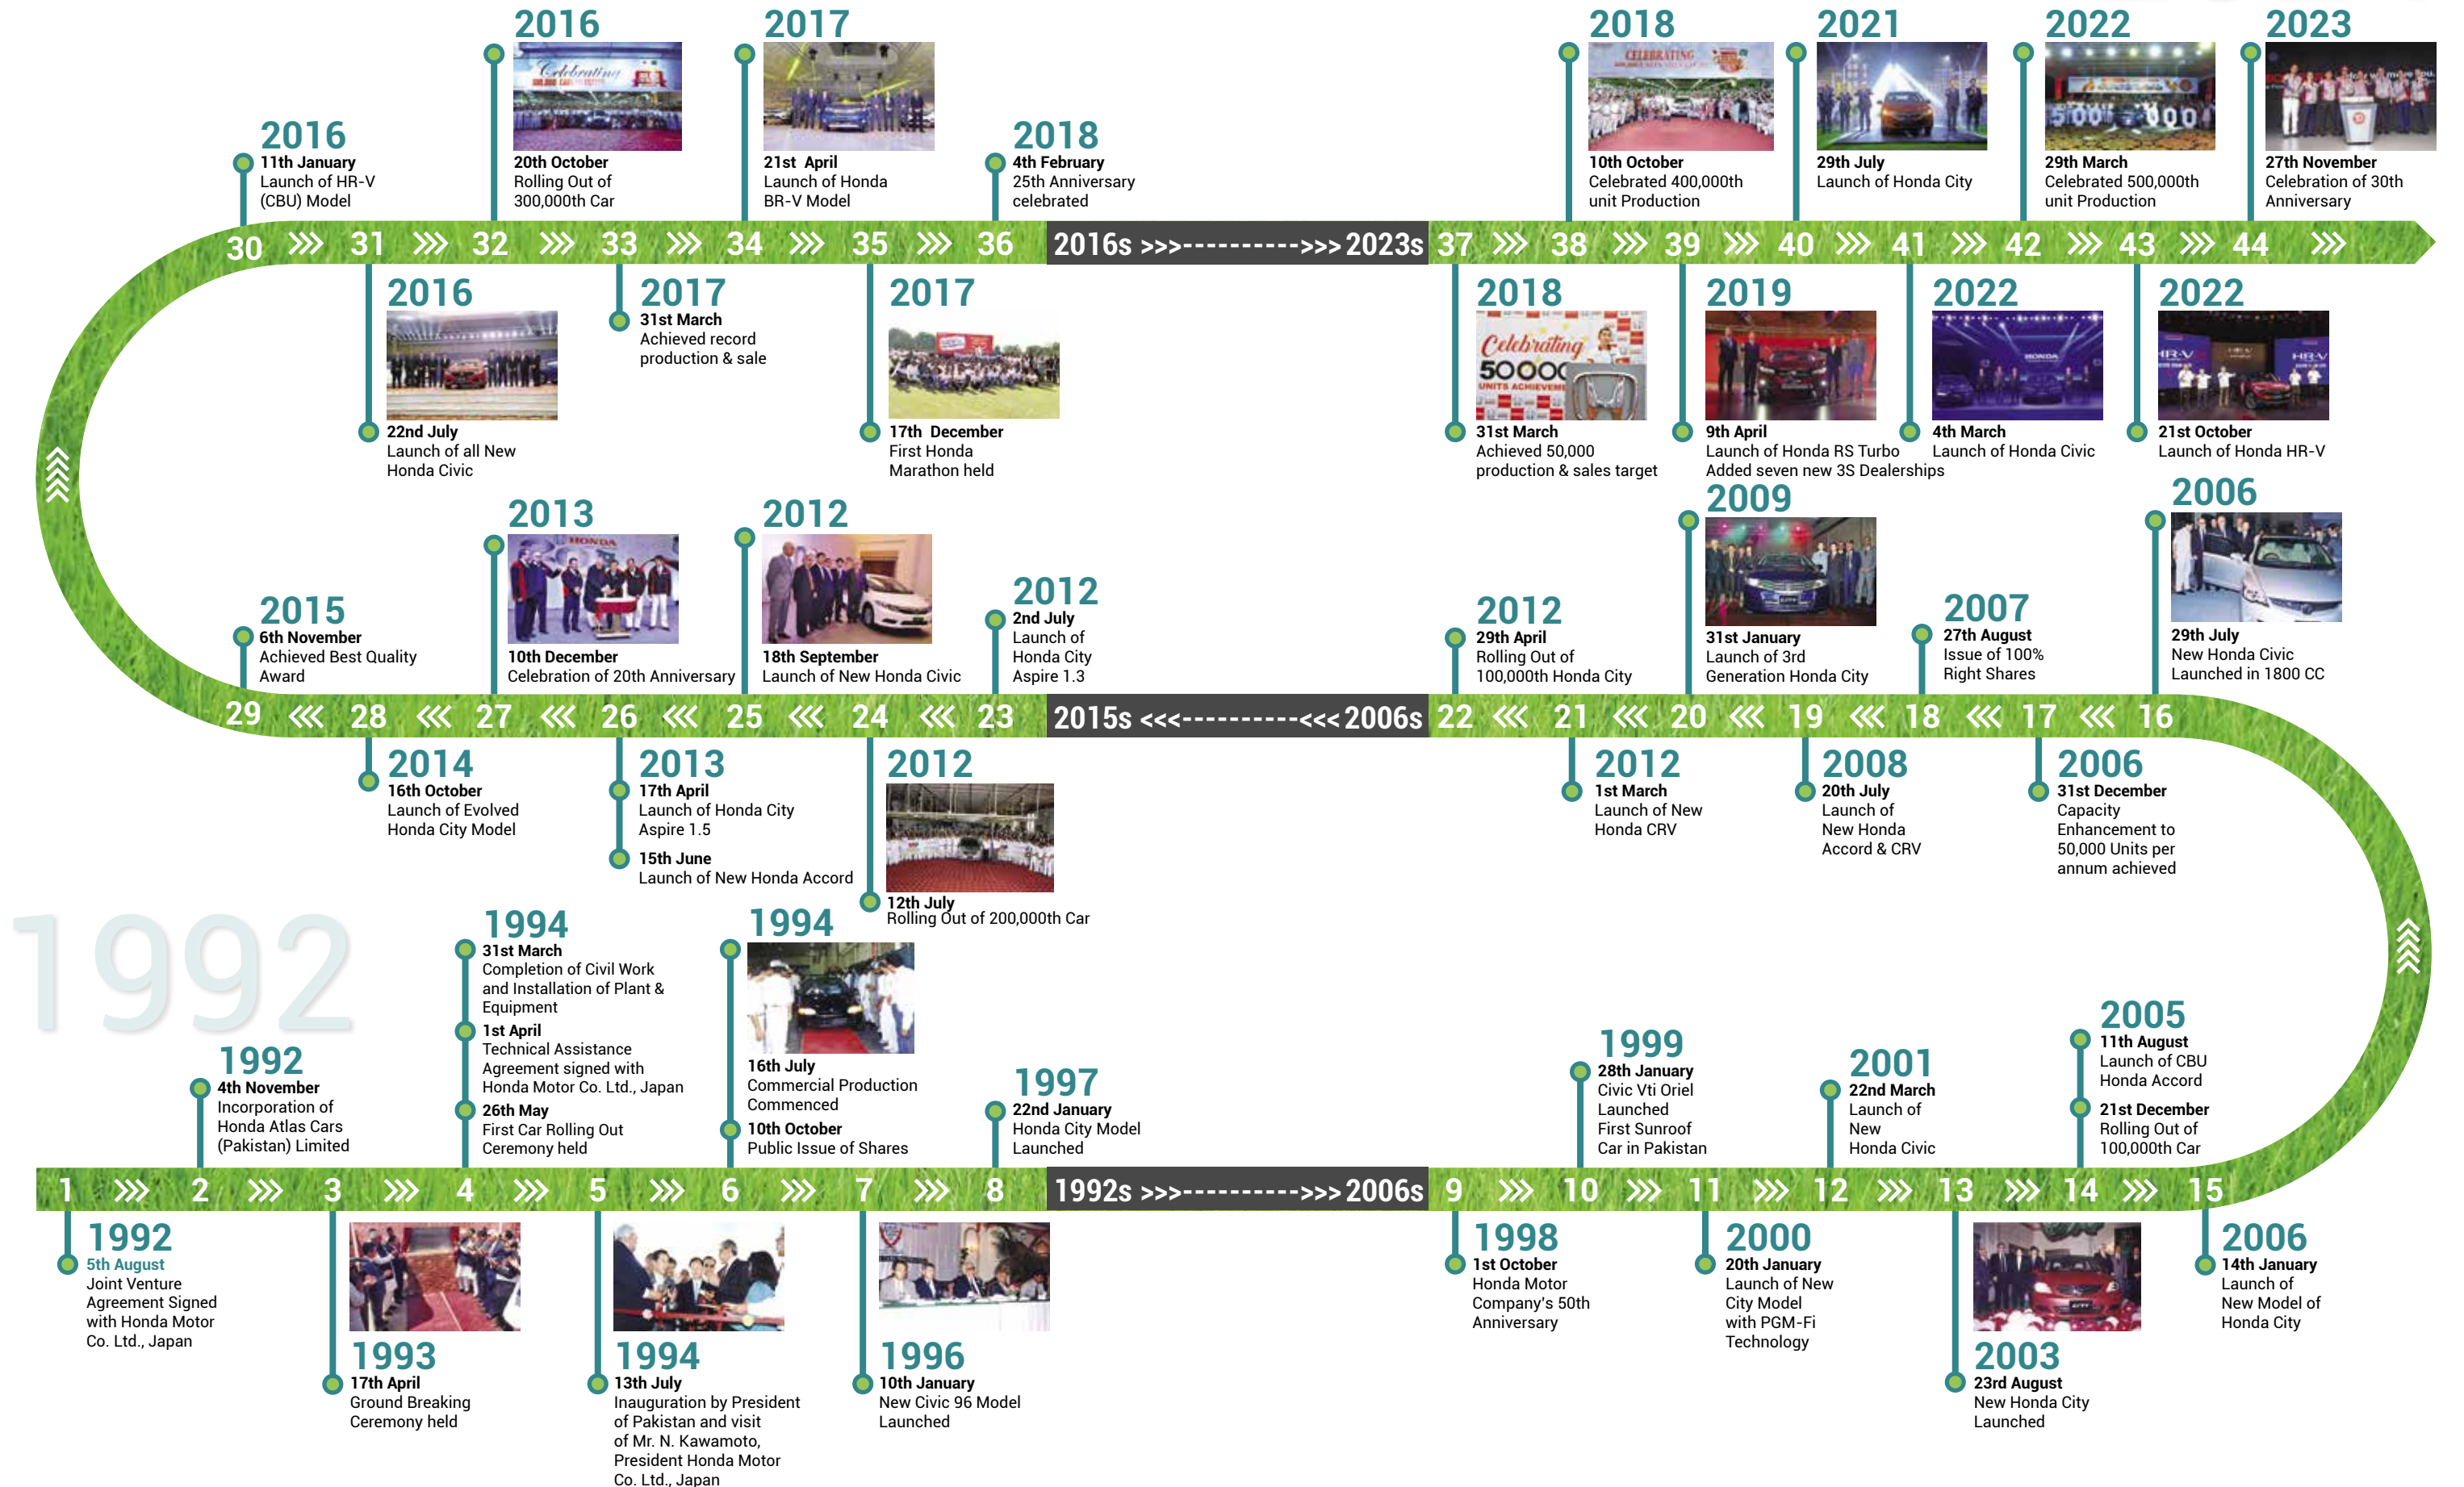 2016
11th January
Launch of HR-V
(CBU) Model
2016
Celebrating
20th October
Rolling Out of
300,000th Car
2017
21st April
Launch of Honda
BR-V Model
2018
4th February
25th Anniversary
celebrated
2018
CELEBRATING
10th October
Celebrated 400,000th
unit Production
2021
29th July
Launch of Honda City
2022
500 000
29th March
Celebrated 500,000th
unit Production
2023
27th November
Celebration of 30th
Anniversary
30 31 32 33 34 35 36 2016s >>>---------->>> 2023s 37 38 39 40 41 42 43 44
2016
22nd July
Launch of all New
Honda Civic
2017
31st March
Achieved record
production & sale
2017
17th December
First Honda
Marathon held
2018
Celebrating
5000
UNITS ACHIEVEME
31st March
Achieved 50,000
production & sales target
2019
9th April
Launch of Honda RS Turbo
Added seven new 3S Dealerships
2022
HONDA
4th March
Launch of Honda Civic
2022
HR-V
HR-V
21st October
Launch of Honda HR-V
2015
6th November
Achieved Best Quality
Award
2013
HONDA
10th December
Celebration of 20th Anniversary
2012
18th September
Launch of New Honda Civic
2012
2nd July
Launch of
Honda City
Aspire 1.3
2012
29th April
Rolling Out of
100,000th Honda City
2009
31st January
Launch of 3rd
Generation Honda City
2007
27th August
Issue of 100%
Right Shares
2006
29th July
New Honda Civic
Launched in 1800 CC
29 28 27 26 25 24 23 2015s <<<----------<<< 2006s 22 21 20 19 18 17 16
2014
16th October
Launch of Evolved
Honda City Model
2013
17th April
Launch of Honda City
Aspire 1.5
15th June
Launch of New Honda Accord
2012
12th July
Rolling Out of 200,000th Car
2012
1st March
Launch of New
Honda CRV
2008
20th July
Launch of
New Honda
Accord & CRV
2006
31st December
Capacity
Enhancement to
50,000 Units per
annum achieved
1992
1992
4th November
Incorporation of
Honda Atlas Cars
(Pakistan) Limited
1994
31st March
Completion of Civil Work
and Installation of Plant &
Equipment
1st April
Technical Assistance
Agreement signed with
Honda Motor Co. Ltd., Japan
26th May
First Car Rolling Out
Ceremony held
1994
16th July
Commercial Production
Commenced
10th October
Public Issue of Shares
1997
22nd January
Honda City Model
Launched
1999
28th January
Civic Vti Oriel
Launched
First Sunroof
Car in Pakistan
2001
22nd March
Launch of
New
Honda Civic
2005
11th August
Launch of CBU
Honda Accord
21st December
Rolling Out of
100,000th Car
1 2 3 4 5 6 7 8 1992s >>>---------->>> 2006s 9 10 11 12 13 14 15
1992
5th August
Joint Venture
Agreement Signed
with Honda Motor
Co. Ltd., Japan
1993
17th April
Ground Breaking
Ceremony held
1994
13th July
Inauguration by President
of Pakistan and visit
of Mr. N. Kawamoto,
President Honda Motor
Co. Ltd., Japan
1996
10th January
New Civic 96 Model
Launched
1998
1st October
Honda Motor
Company's 50th
Anniversary
2000
20th January
Launch of New
City Model
with PGM-Fi
Technology
2003
23rd August
New Honda City
Launched
2006
14th January
Launch of
New Model of
Honda City